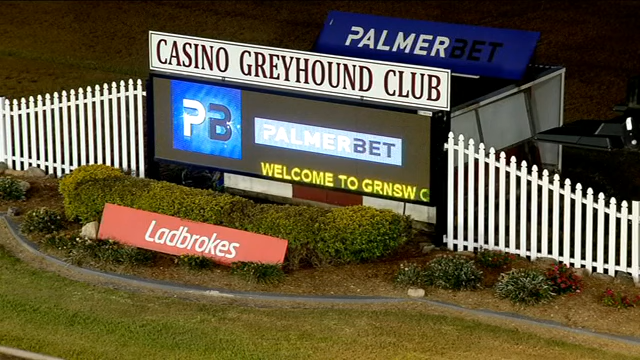 PALMERBET
CASINO GREYHOUND CLUB
PB
PALMERBET
WELCOME TO GRNSW
Ladbrokes